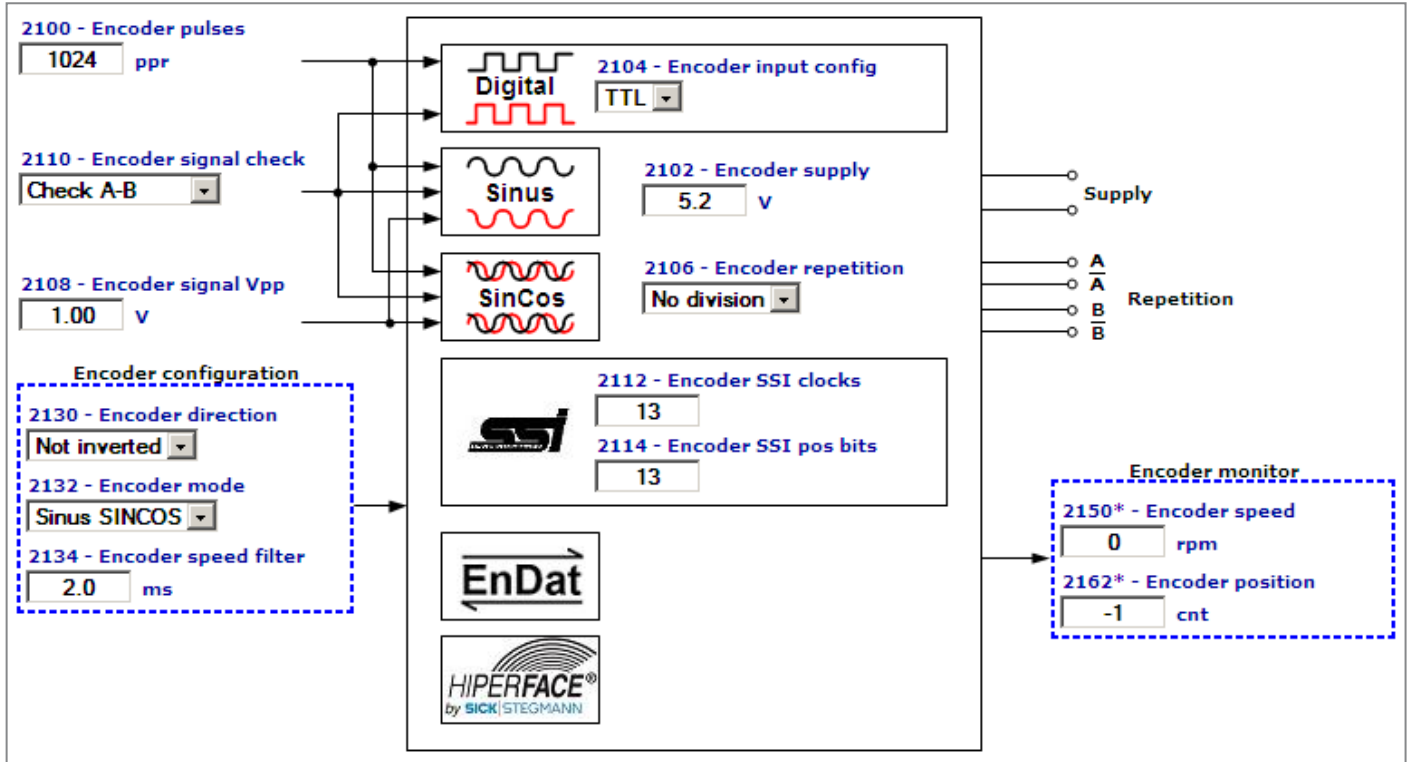 2100 - Encoder pulses
1024 ppr
2110 - Encoder signal check
Check A-B
2108 - Encoder signal Vpp
1.00 V
Encoder configuration
2130 - Encoder direction
Not inverted
2132 - Encoder mode
Sinus SINCOS
2134 - Encoder speed filter
2.0 ms
Digital
2104 - Encoder input config
TTL
Sinus
2102 - Encoder supply
5.2 V
SinCos
2106 - Encoder repetition
No division
ssi
2112 - Encoder SSI clocks
13
2114 - Encoder SSI pos bits
13
EnDat
HIPERFACE®
by SICK STEGMANN
Supply
A
A
B
B
Repetition
Encoder monitor
2150* - Encoder speed
0 rpm
2162* - Encoder position
-1 cnt